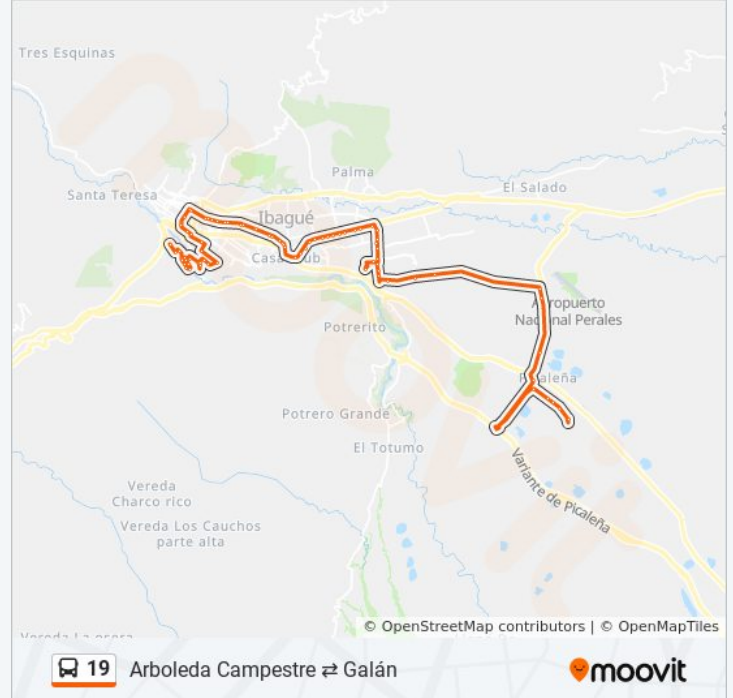 Tres Esquinas
Palma
Santa Teresa
El Salado
Ibagué
Casa Club
Aeropuerto
Nacional Perales
Potrerito
Picaleña
Potrero Grande
El Totumo
Variante de Picaleña
Vereda
Charco rico
Vereda Los Cauchos
parte alta
© OpenStreetMap contributors | © OpenMapTiles
19 Arboleda Campestre ⇄ Galán
moovit